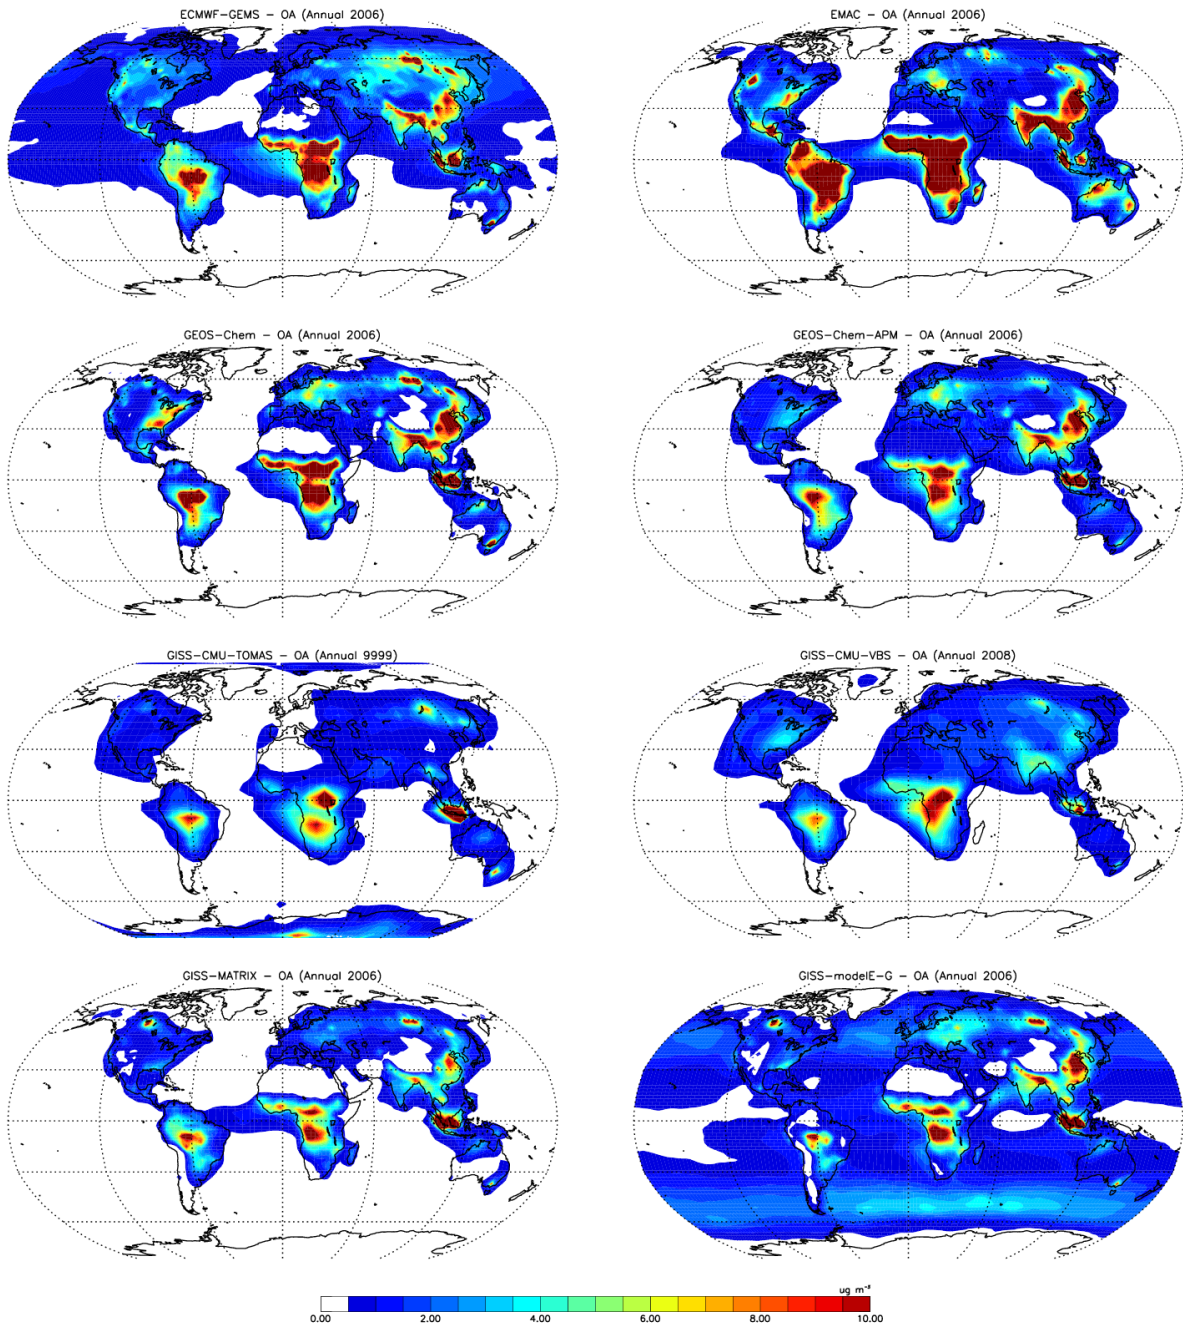 ECMWF-GEMS - OA (Annual 2006)
EMAC - OA (Annual 2006)
GEOS-Chem - OA (Annual 2006)
GEOS-Chem-APM - OA (Annual 2006)
GISS-CMU-TOMAS - OA (Annual 9999)
GISS-CMU-VBS - OA (Annual 2008)
GISS-MATRIX - OA (Annual 2006)
GISS-modelE-G - OA (Annual 2006)
ug m⁻³
0.00 2.00 4.00 6.00 8.00 10.00